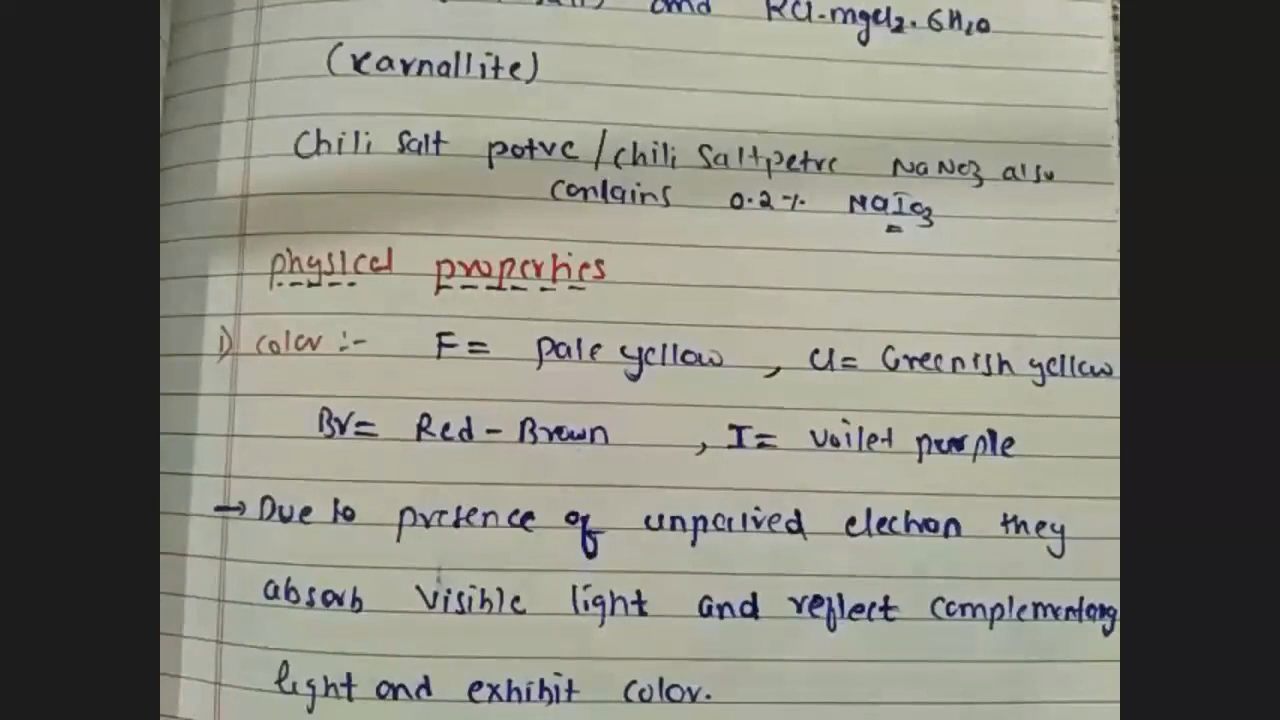 and KCl.mgcl2.6H2O
(Karnallite)
Chili Salt potre/chili Saltpetre NaNO3 also
contains 0.2% NaIO3
physical properties
1) color :- F = pale yellow , Cl = Greenish yellow
Br = Red-Brown , I = voilet purple
→ Due to presence of unpaired electron they
absorb visible light and reflect complementary
light and exhibit color.